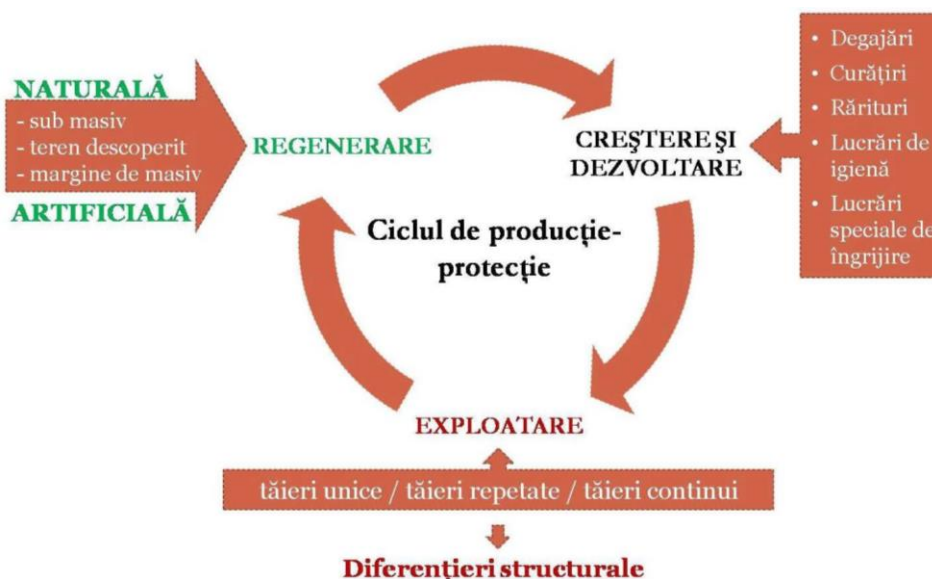 NATURALĂ
- sub masiv
- teren descoperit
- margine de masiv
ARTIFICIALĂ
REGENERARE
CREŞTERE ŞI
DEZVOLTARE
• Degajări
• Curăţiri
• Rărituri
• Lucrări de
igienă
• Lucrări
speciale de
îngrijire
Ciclul de producţie-
protecţie
EXPLOATARE
tăieri unice / tăieri repetate / tăieri continui
Diferenţieri structurale